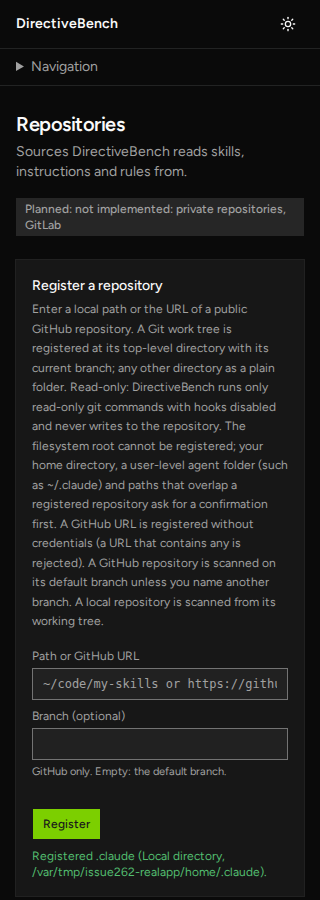 DirectiveBench
Navigation
Repositories
Sources DirectiveBench reads skills,
instructions and rules from.
Planned: not implemented: private repositories,
GitLab
Register a repository
Enter a local path or the URL of a public
GitHub repository. A Git work tree is
registered at its top-level directory with its
current branch; any other directory as a plain
folder. Read-only: DirectiveBench runs only
read-only git commands with hooks disabled
and never writes to the repository. The
filesystem root cannot be registered; your
home directory, a user-level agent folder (such
as ~/.claude) and paths that overlap a
registered repository ask for a confirmation
first. A GitHub URL is registered without
credentials (a URL that contains any is
rejected). A GitHub repository is scanned on
its default branch unless you name another
branch. A local repository is scanned from its
working tree.
Path or GitHub URL
~/code/my-skills or https://githu
Branch (optional)
GitHub only. Empty: the default branch.
Register
Registered .claude (Local directory,
/var/tmp/issue262-realapp/home/.claude).